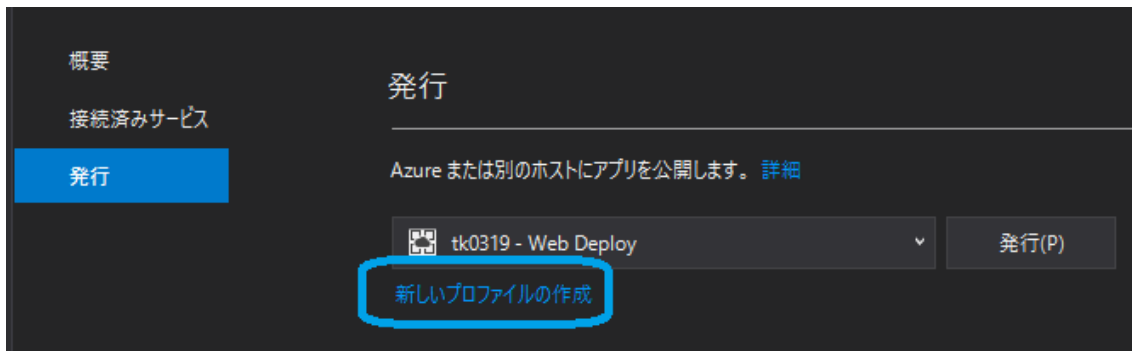 概要
接続済みサービス
発行
発行
Azure または別のホストにアプリを公開します。 詳細
tk0319 - Web Deploy
発行(P)
新しいプロファイルの作成